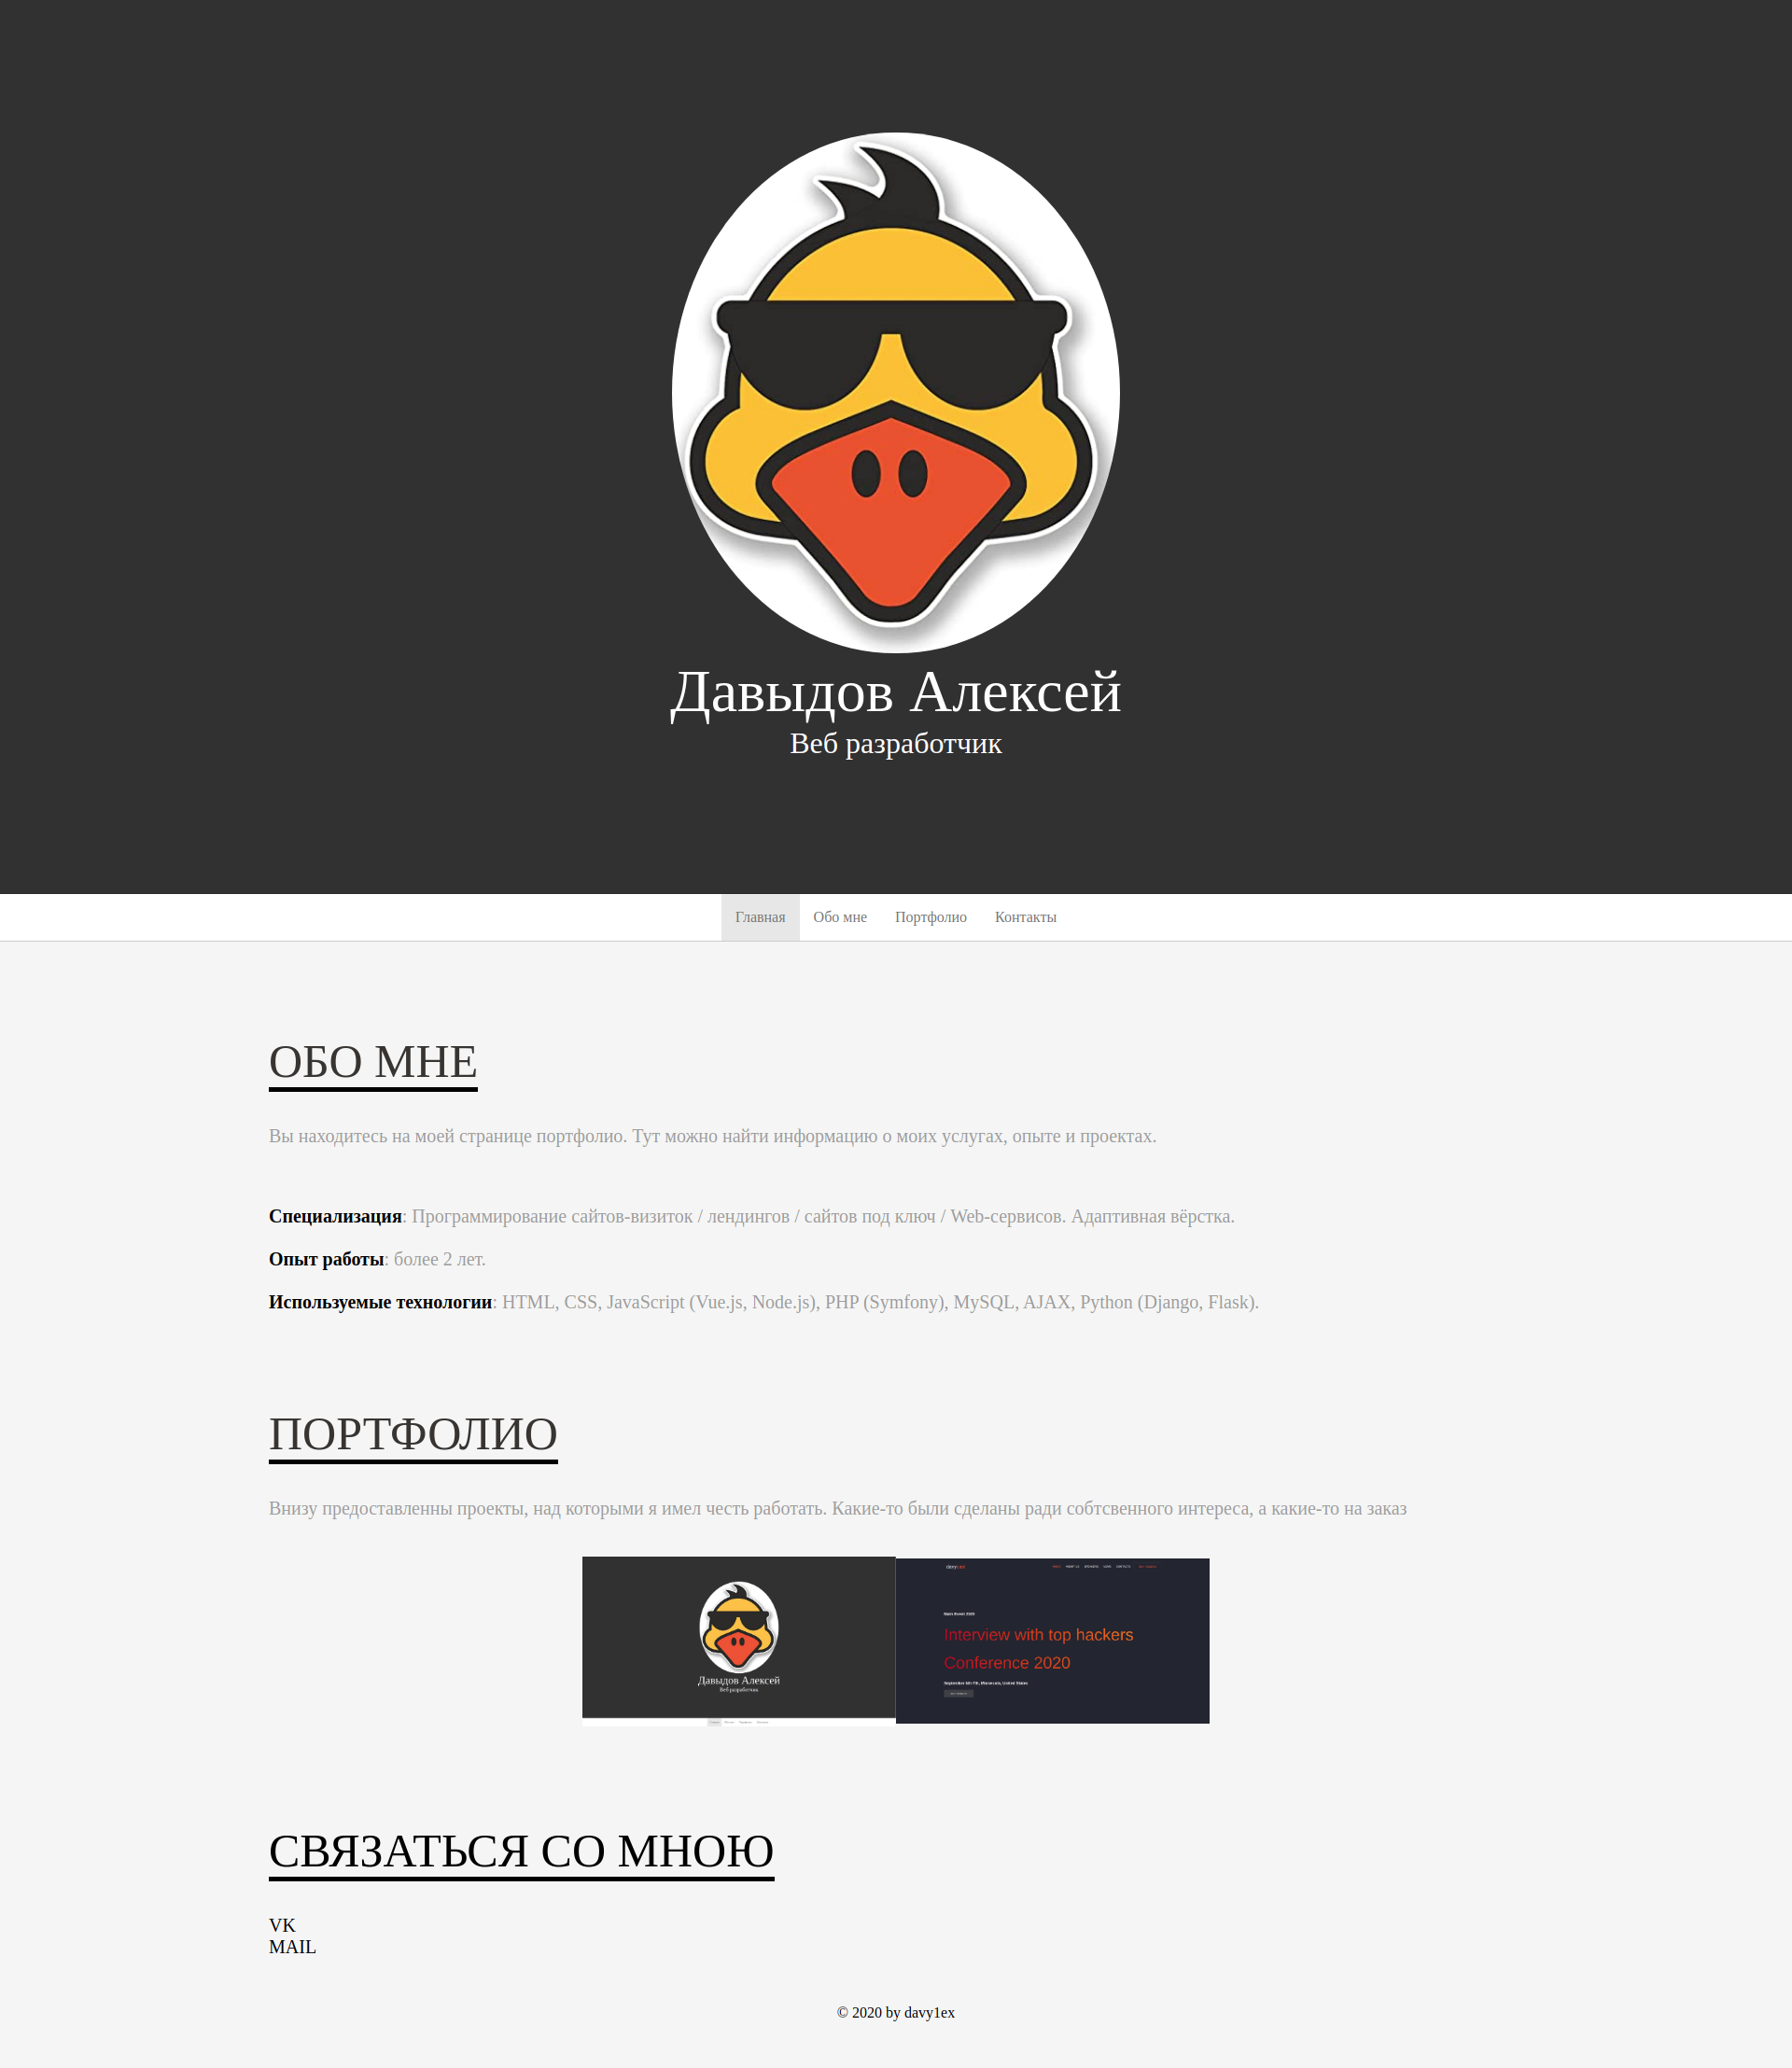 Давыдов Алексей
Веб разработчик
Главная Обо мне Портфолио Контакты
ОБО МНЕ
Вы находитесь на моей странице портфолио. Тут можно найти информацию о моих услугах, опыте и проектах.
Специализация: Программирование сайтов-визиток / лендингов / сайтов под ключ / Web-сервисов. Адаптивная вёрстка.
Опыт работы: более 2 лет.
Используемые технологии: HTML, CSS, JavaScript (Vue.js, Node.js), PHP (Symfony), MySQL, AJAX, Python (Django, Flask).
ПОРТФОЛИО
Внизу предоставленны проекты, над которыми я имел честь работать. Какие-то были сделаны ради собтсвенного интереса, а какие-то на заказ
Давыдов Алексей
Веб разработчик
Interview with top hackers
Conference 2020
СВЯЗАТЬСЯ СО МНОЮ
VK
MAIL
© 2020 by davy1ex